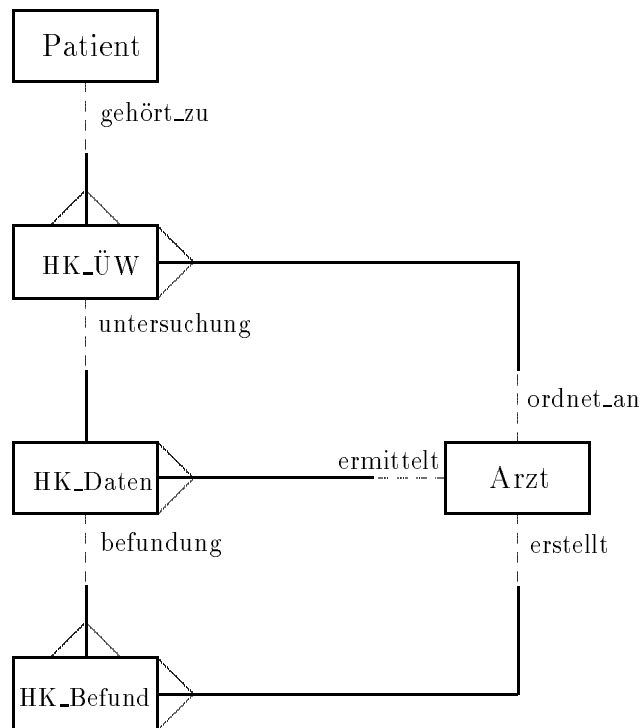 Patient
gehört_zu
HK_ÜW
untersuchung
ordnet_an
ermittelt
HK_Daten
Arzt
befundung
erstellt
HK_Befund